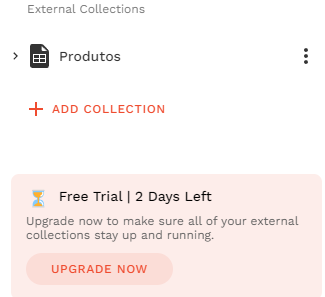 External Collections
Produtos
ADD COLLECTION
Free Trial | 2 Days Left
Upgrade now to make sure all of your external
collections stay up and running.
UPGRADE NOW